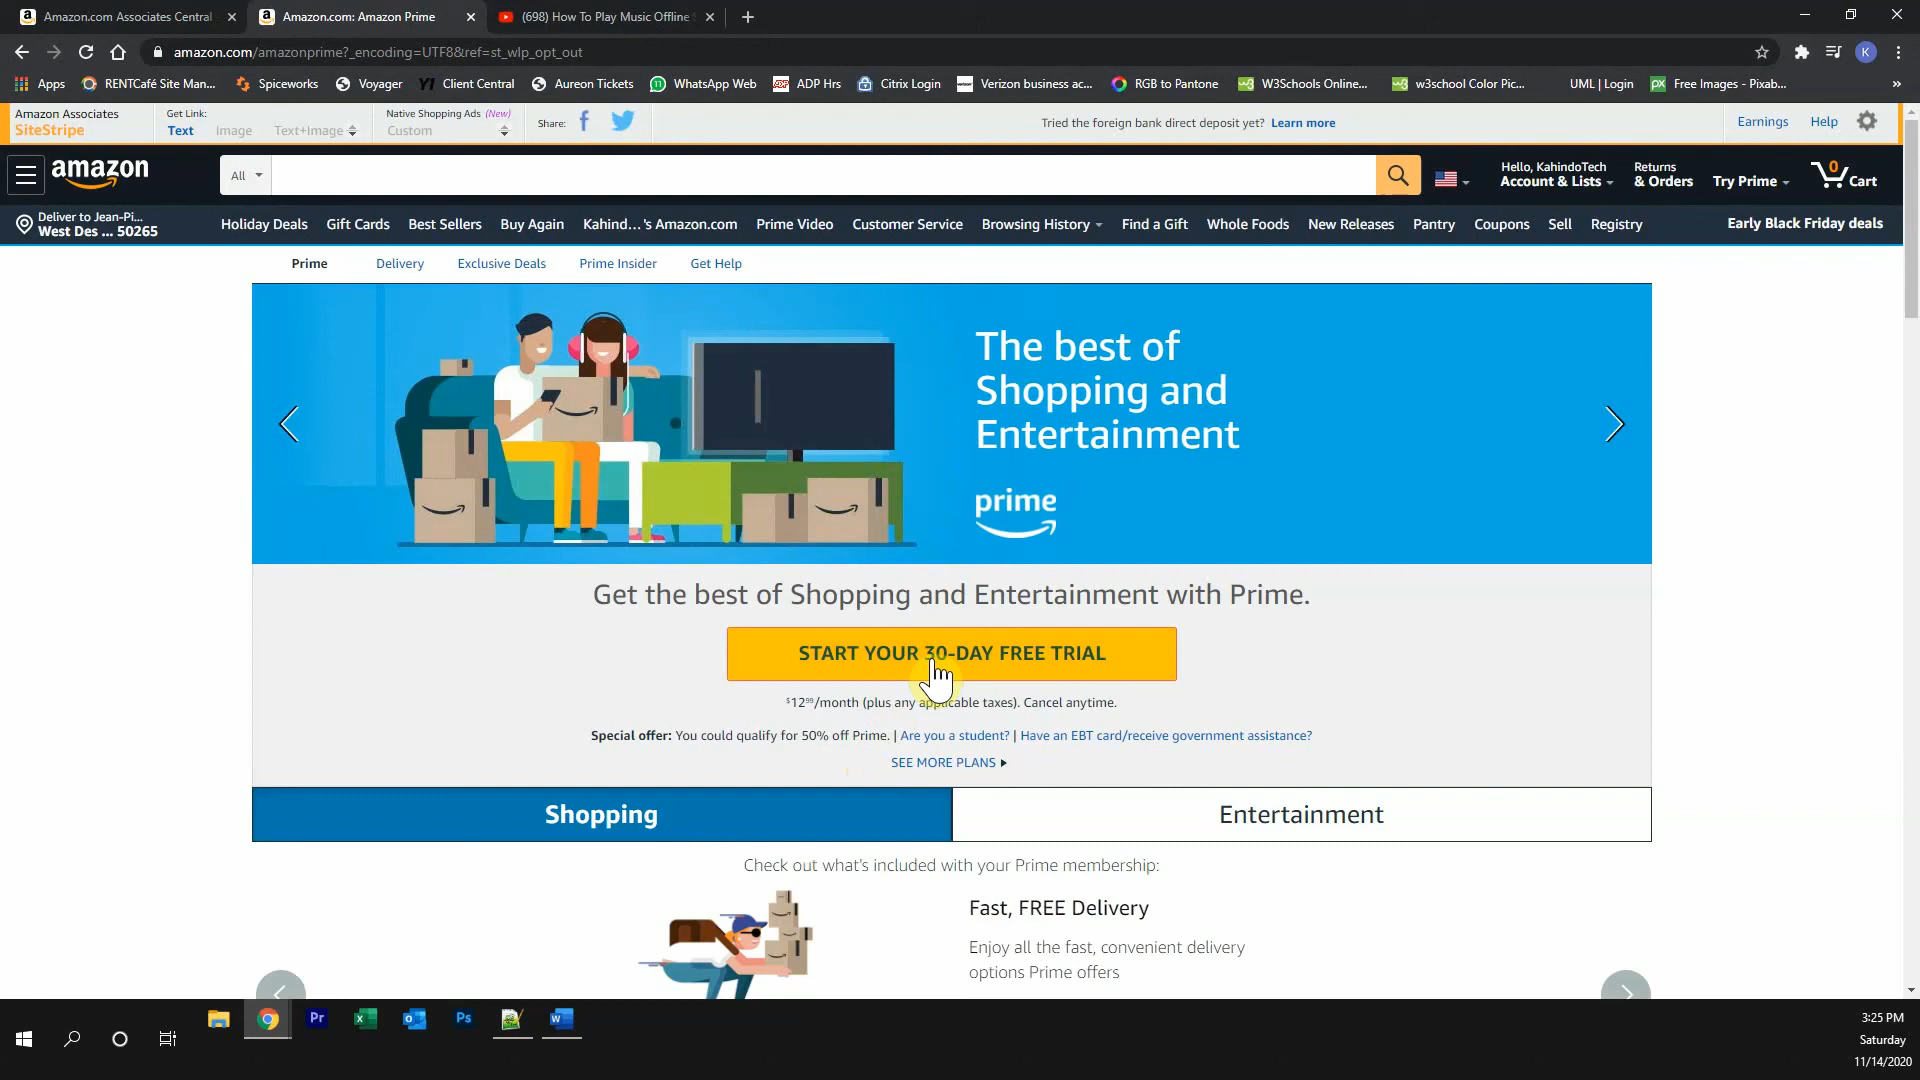 Amazon.com Associates Central
Amazon.com: Amazon Prime
(698) How To Play Music Offline
amazon.com/amazonprime?_encoding=UTF8&ref=st_wlp_opt_out
K
Apps
RENTCafé Site Man...
Spiceworks
Voyager
Client Central
Aureon Tickets
WhatsApp Web
ADP Hrs
Citrix Login
Verizon business ac...
RGB to Pantone
W3Schools Online...
w3school Color Pic...
UML | Login
Free Images - Pixab...
Amazon Associates
SiteStripe
Get Link:
Text Image Text+Image
Native Shopping Ads (New)
Custom
Share:
Tried the foreign bank direct deposit yet? Learn more
Earnings
Help
amazon
All
Hello, KahindoTech
Account & Lists
Returns
& Orders
Try Prime
0
Cart
Deliver to Jean-Pi...
West Des ... 50265
Holiday Deals
Gift Cards
Best Sellers
Buy Again
Kahind... 's Amazon.com
Prime Video
Customer Service
Browsing History
Find a Gift
Whole Foods
New Releases
Pantry
Coupons
Sell
Registry
Early Black Friday deals
Prime
Delivery
Exclusive Deals
Prime Insider
Get Help
The best of
Shopping and
Entertainment
prime
Get the best of Shopping and Entertainment with Prime.
START YOUR 30-DAY FREE TRIAL
$1299/month (plus any applicable taxes). Cancel anytime.
Special offer: You could qualify for 50% off Prime. | Are you a student? | Have an EBT card/receive government assistance?
SEE MORE PLANS
Shopping
Entertainment
Check out what's included with your Prime membership:
Fast, FREE Delivery
Enjoy all the fast, convenient delivery
options Prime offers
Pr
Ps
3:25 PM
Saturday
11/14/2020